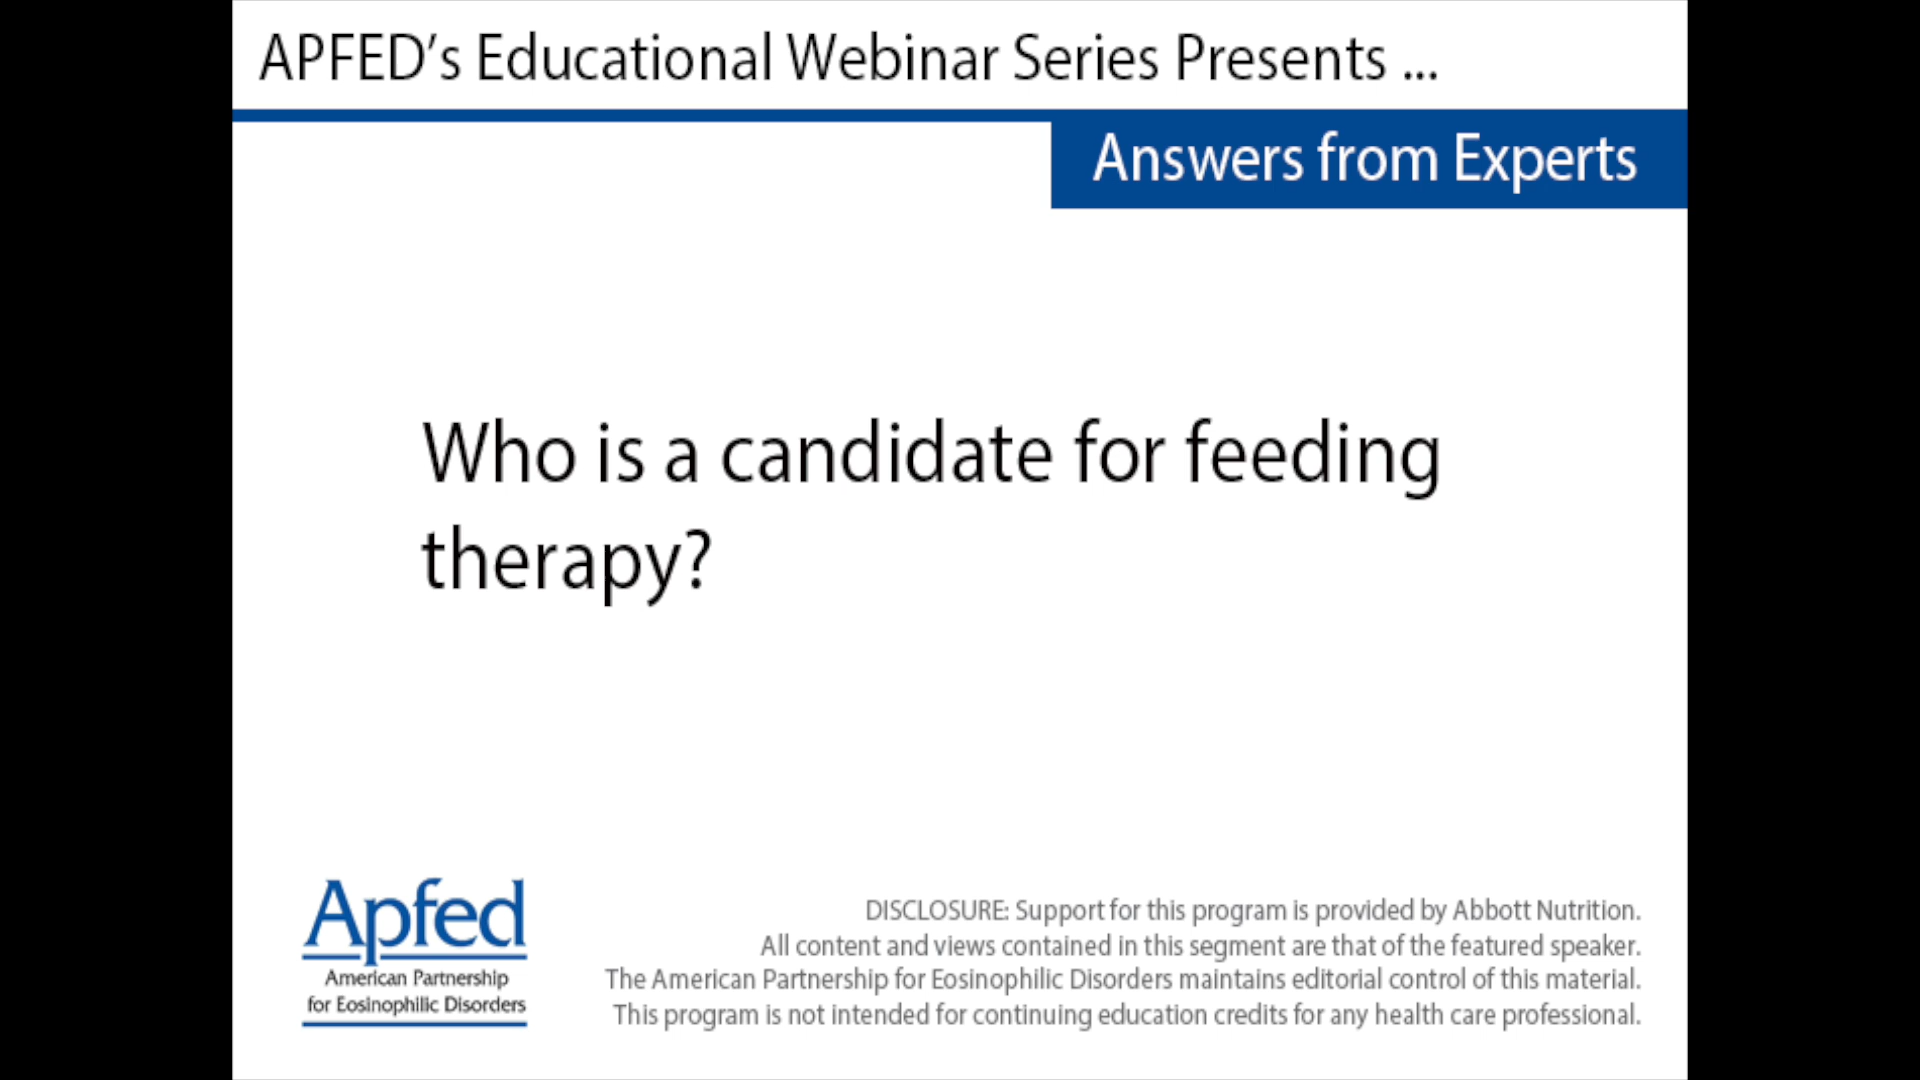 APFED’s Educational Webinar Series Presents ...
Answers from Experts
Who is a candidate for feeding
therapy?
Apfed
American Partnership
for Eosinophilic Disorders
DISCLOSURE: Support for this program is provided by Abbott Nutrition.
All content and views contained in this segment are that of the featured speaker.
The American Partnership for Eosinophilic Disorders maintains editorial control of this material.
This program is not intended for continuing education credits for any health care professional.